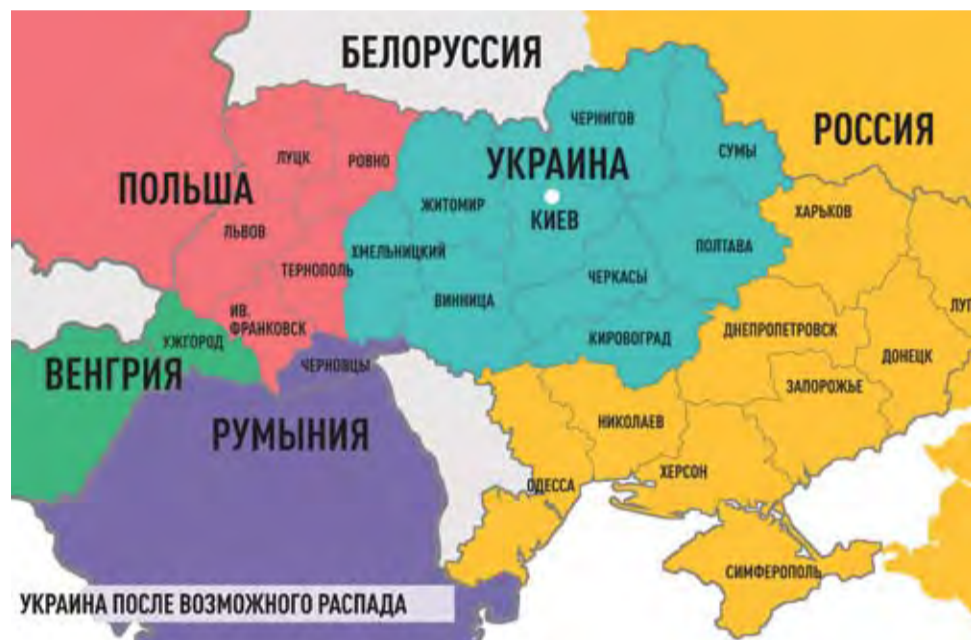 БЕЛОРУССИЯ
ЧЕРНИГОВ
РОССИЯ
СУМЫ
ЛУЦК
РОВНО
УКРАИНА
ПОЛЬША
ЖИТОМИР
КИЕВ
ХАРЬКОВ
ЛЬВОВ
ХМЕЛЬНИЦКИЙ
ПОЛТАВА
ТЕРНОПОЛЬ
ЧЕРКАСЫ
ВИННИЦА
ЛУГ
ИВ.
ФРАНКОВСК
ДНЕПРОПЕТРОВСК
УЖГОРОД
КИРОВОГРАД
ДОНЕЦК
ВЕНГРИЯ
ЧЕРНОВЦЫ
ЗАПОРОЖЬЕ
РУМЫНИЯ
НИКОЛАЕВ
ХЕРСОН
ОДЕССА
СИМФЕРОПОЛЬ
УКРАИНА ПОСЛЕ ВОЗМОЖНОГО РАСПАДА